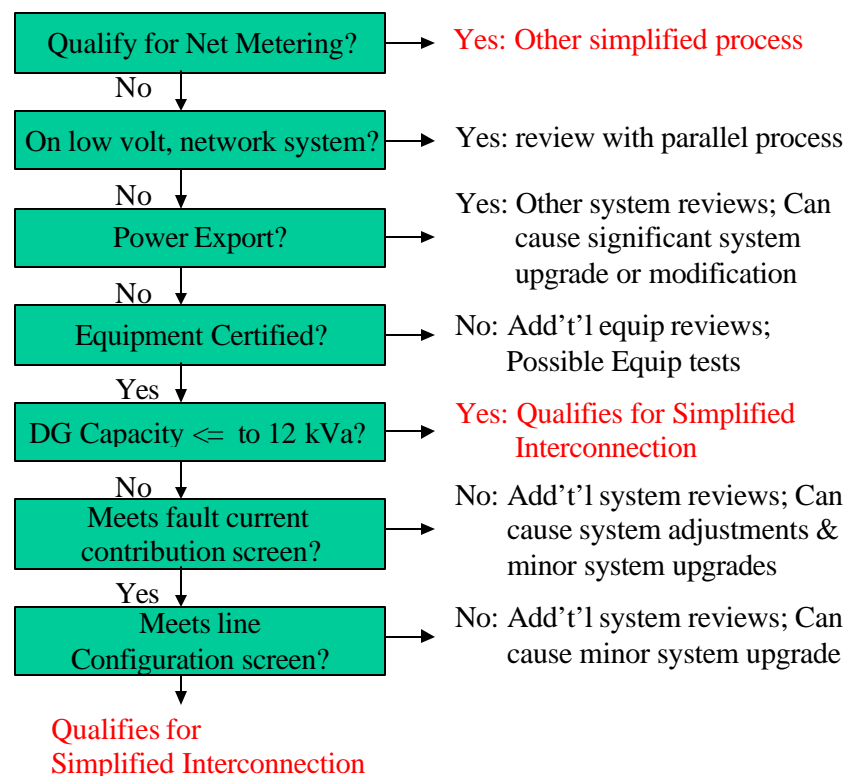 Qualify for Net Metering?
Yes: Other simplified process
No
On low volt, network system?
Yes: review with parallel process
No
Power Export?
Yes: Other system reviews; Can
cause significant system
upgrade or modification
No
Equipment Certified?
No: Add't'l equip reviews;
Possible Equip tests
Yes
DG Capacity <= to 12 kVa?
Yes: Qualifies for Simplified
Interconnection
No
Meets fault current
contribution screen?
No: Add't'l system reviews; Can
cause system adjustments &
minor system upgrades
Yes
Meets line
Configuration screen?
No: Add't'l system reviews; Can
cause minor system upgrade
Qualifies for
Simplified Interconnection